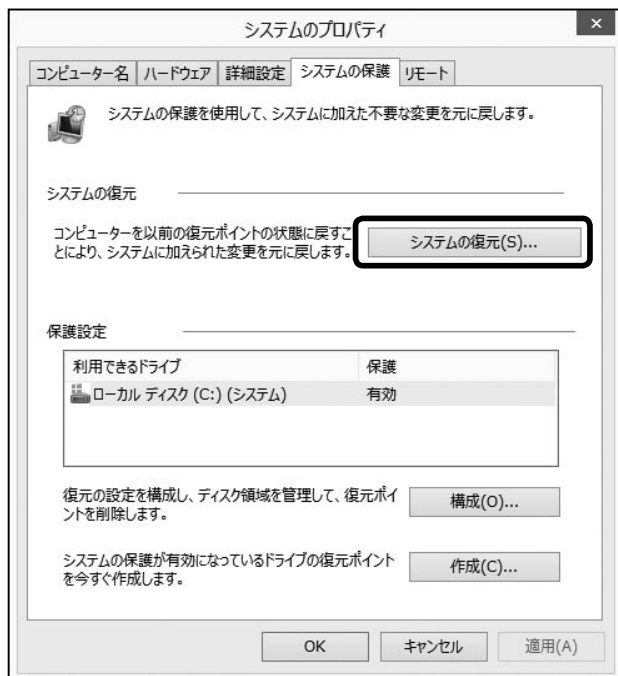 システムのプロパティ
×
コンピューター名 ハードウェア 詳細設定 システムの保護 リモート
システムの保護を使用して、システムに加えた不要な変更を元に戻します。
システムの復元
コンピューターを以前の復元ポイントの状態に戻すこ
とにより、システムに加えられた変更を元に戻します。
システムの復元(S)...
保護設定
利用できるドライブ 保護
ローカル ディスク (C:) (システム) 有効
復元の設定を構成し、ディスク領域を管理して、復元ポイ
ントを削除します。
構成(O)...
システムの保護が有効になっているドライブの復元ポイント
を今すぐ作成します。
作成(C)...
OK キャンセル 適用(A)